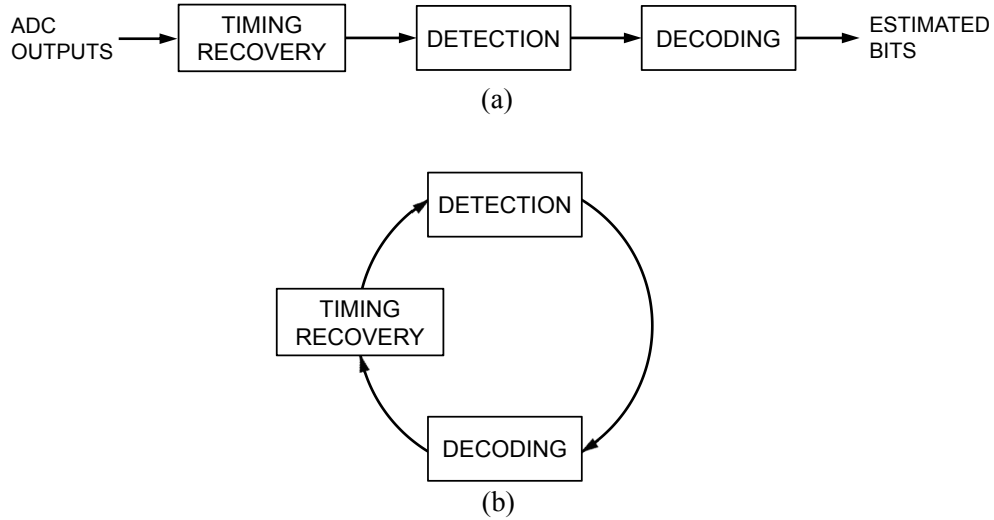 ADC
OUTPUTS
TIMING
RECOVERY
DETECTION
DECODING
ESTIMATED
BITS
(a)
DETECTION
TIMING
RECOVERY
DECODING
(b)